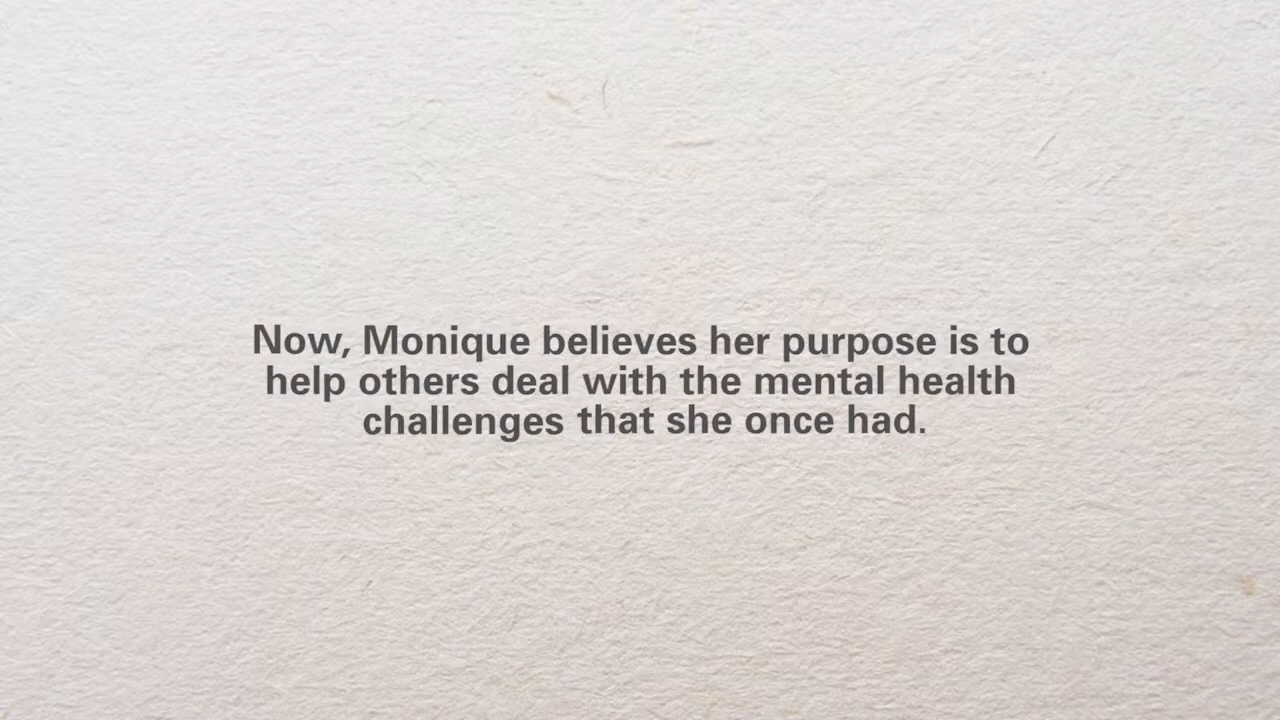 Now, Monique believes her purpose is to
help others deal with the mental health
challenges that she once had.